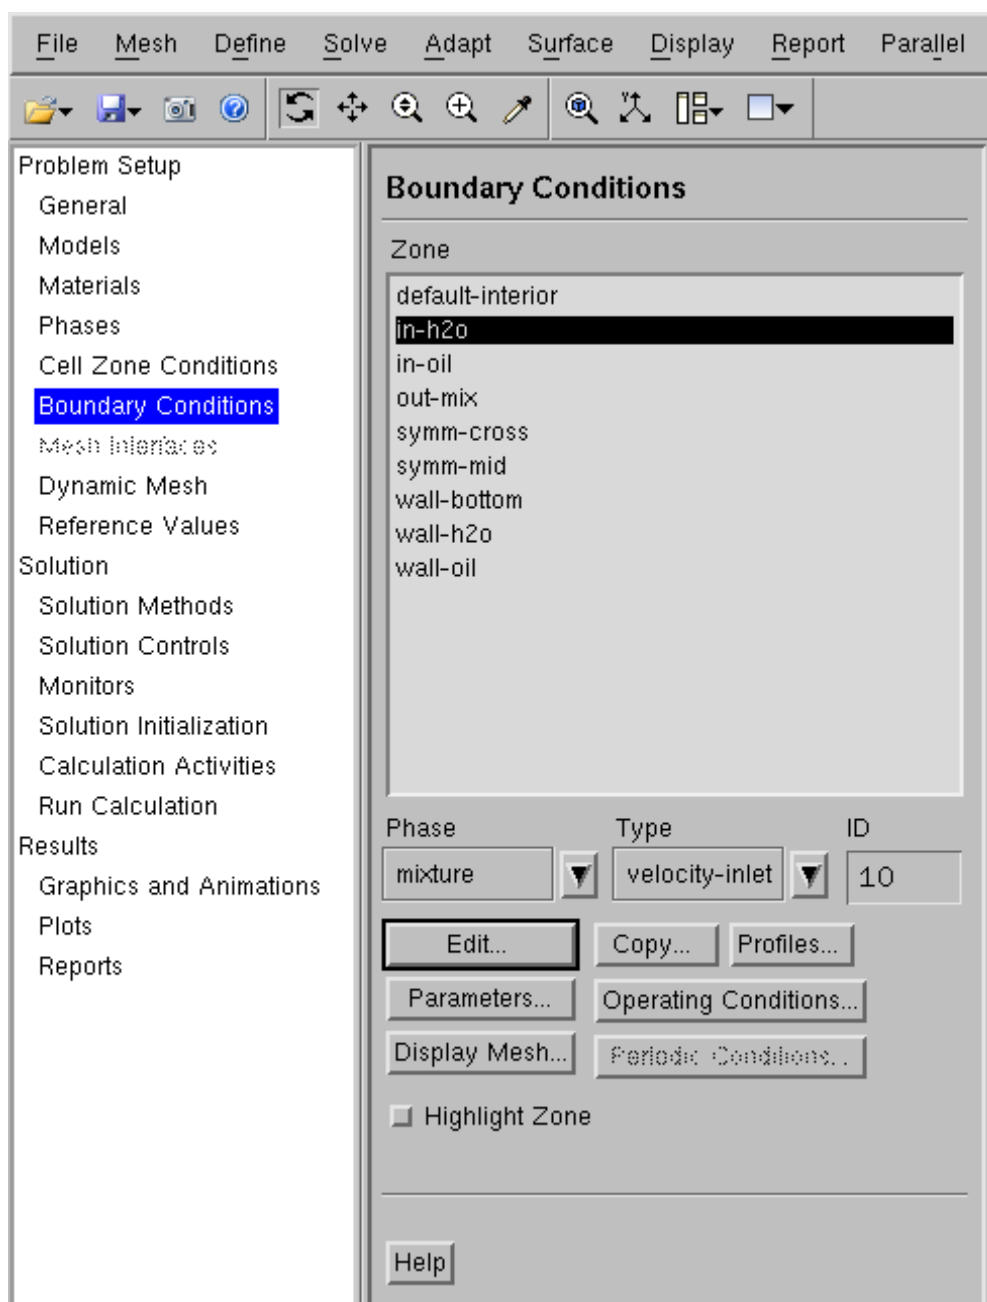 File Mesh Define Solve Adapt Surface Display Report Parallel
Problem Setup
General
Models
Materials
Phases
Cell Zone Conditions
Boundary Conditions
Mesh Interfaces
Dynamic Mesh
Reference Values
Solution
Solution Methods
Solution Controls
Monitors
Solution Initialization
Calculation Activities
Run Calculation
Results
Graphics and Animations
Plots
Reports
Boundary Conditions
Zone
default-interior
in-h2o
in-oil
out-mix
symm-cross
symm-mid
wall-bottom
wall-h2o
wall-oil
Phase Type ID
mixture velocity-inlet 10
Edit... Copy... Profiles...
Parameters... Operating Conditions...
Display Mesh... Periodic Conditions...
Highlight Zone
Help